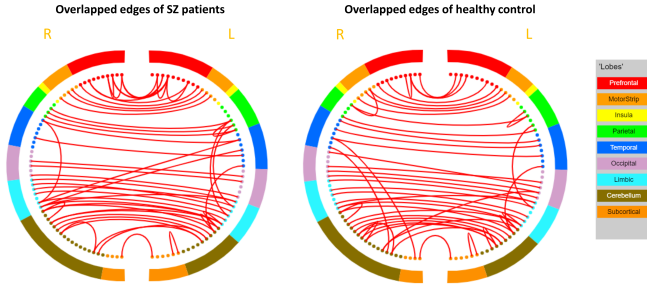 Overlapped edges of SZ patients
Overlapped edges of healthy control
R
L
R
L
'Lobes'
Prefrontal
MotorStrip
Insula
Parietal
Temporal
Occipital
Limbic
Cerebellum
Subcortical